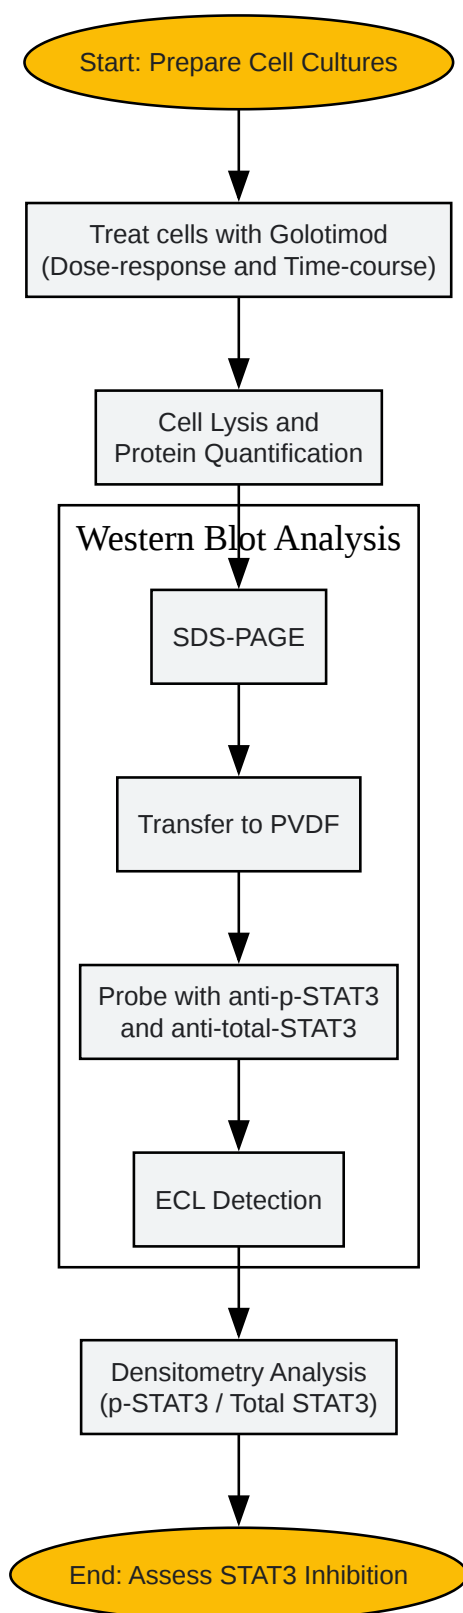 Start: Prepare Cell Cultures
Treat cells with Golotimod
(Dose-response and Time-course)
Cell Lysis and
Protein Quantification
Western Blot Analysis
SDS-PAGE
Transfer to PVDF
Probe with anti-p-STAT3
and anti-total-STAT3
ECL Detection
Densitometry Analysis
(p-STAT3 / Total STAT3)
End: Assess STAT3 Inhibition